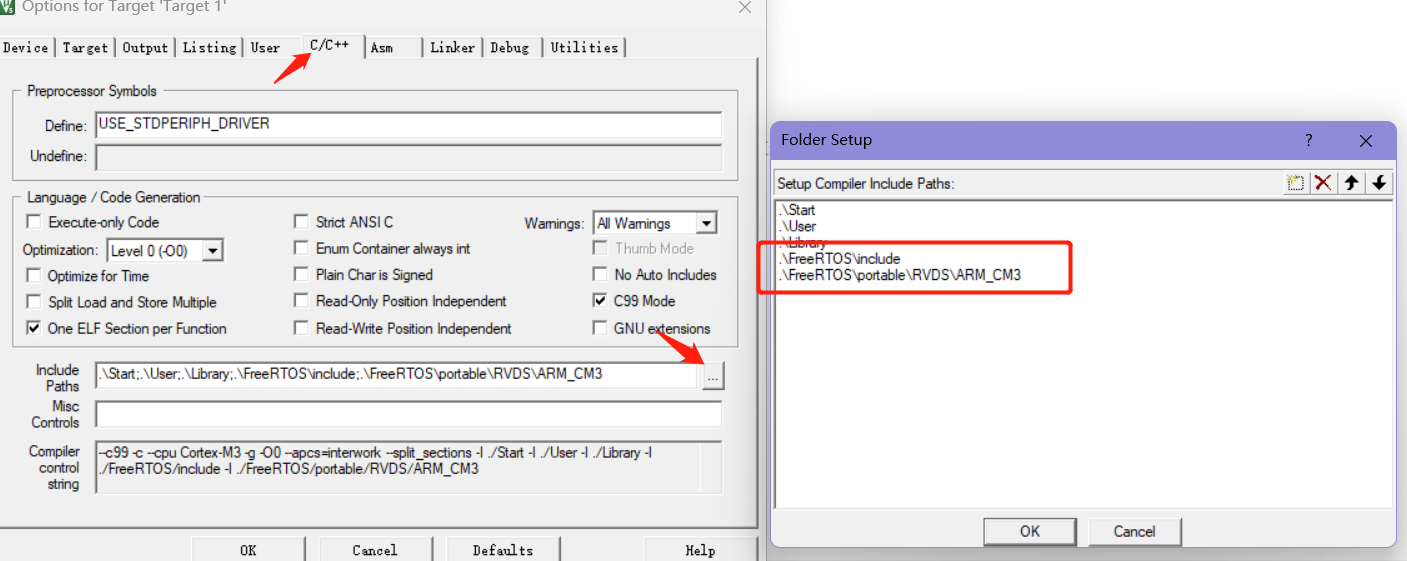 Options for Target 'Target 1'
Device Target Output Listing User C/C++ Asm Linker Debug Utilities
Preprocessor Symbols
Define: USE_STDPERIPH_DRIVER
Undefine:
Language / Code Generation
Execute-only Code
Strict ANSI C
Warnings: All Warnings
Optimization: Level 0 (-O0)
Enum Container always int
Thumb Mode
Optimize for Time
Plain Char is Signed
No Auto Includes
Split Load and Store Multiple
Read-Only Position Independent
C99 Mode
One ELF Section per Function
Read-Write Position Independent
GNU extensions
Include
Paths
.\Start;.\User;.\Library;.\FreeRTOS\include;.\FreeRTOS\portable\RVDS\ARM_CM3
...
Misc
Controls
Compiler
control
string
--c99 -c --cpu Cortex-M3 -g -O0 --apcs=interwork --split_sections -I ./Start -I ./User -I ./Library -I
./FreeRTOS/include -I ./FreeRTOS/portable/RVDS/ARM_CM3
OK Cancel Defaults Help
Folder Setup
?
Setup Compiler Include Paths:
.\Start
.\User
.\Library
.\FreeRTOS\include
.\FreeRTOS\portable\RVDS\ARM_CM3
OK Cancel